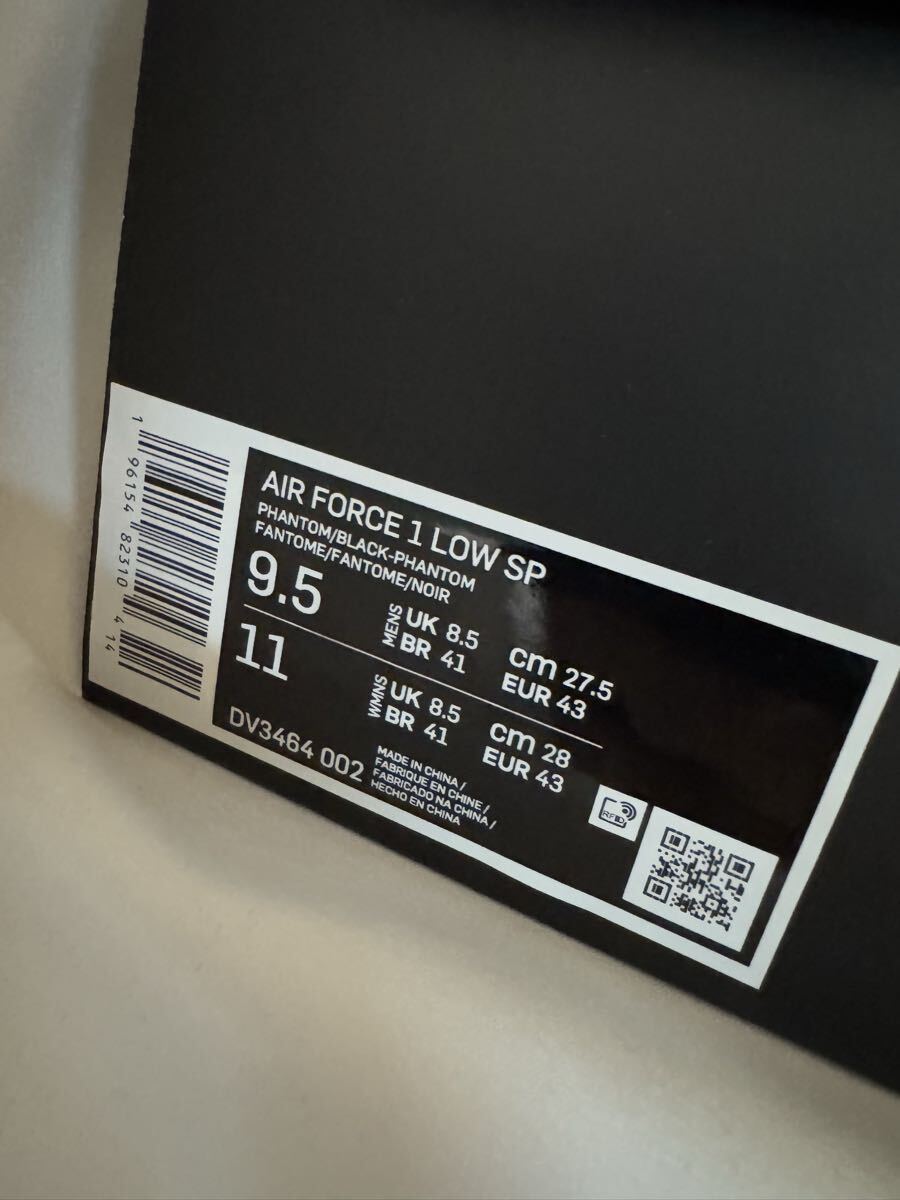 AIR FORCE 1 LOW SP
PHANTOM/BLACK-PHANTOM
FANTOME/FANTOME/NOIR
9.5
MENS
UK 8.5
BR 41
cm 27.5
EUR 43
11
WMNS
UK 8.5
BR 41
cm 28
EUR 43
DV3464 002
MADE IN CHINA /
FABRIQUE EN CHINE /
FABRICADO NA CHINA /
HECHO EN CHINA
RFID
1 96154 82310 4 14